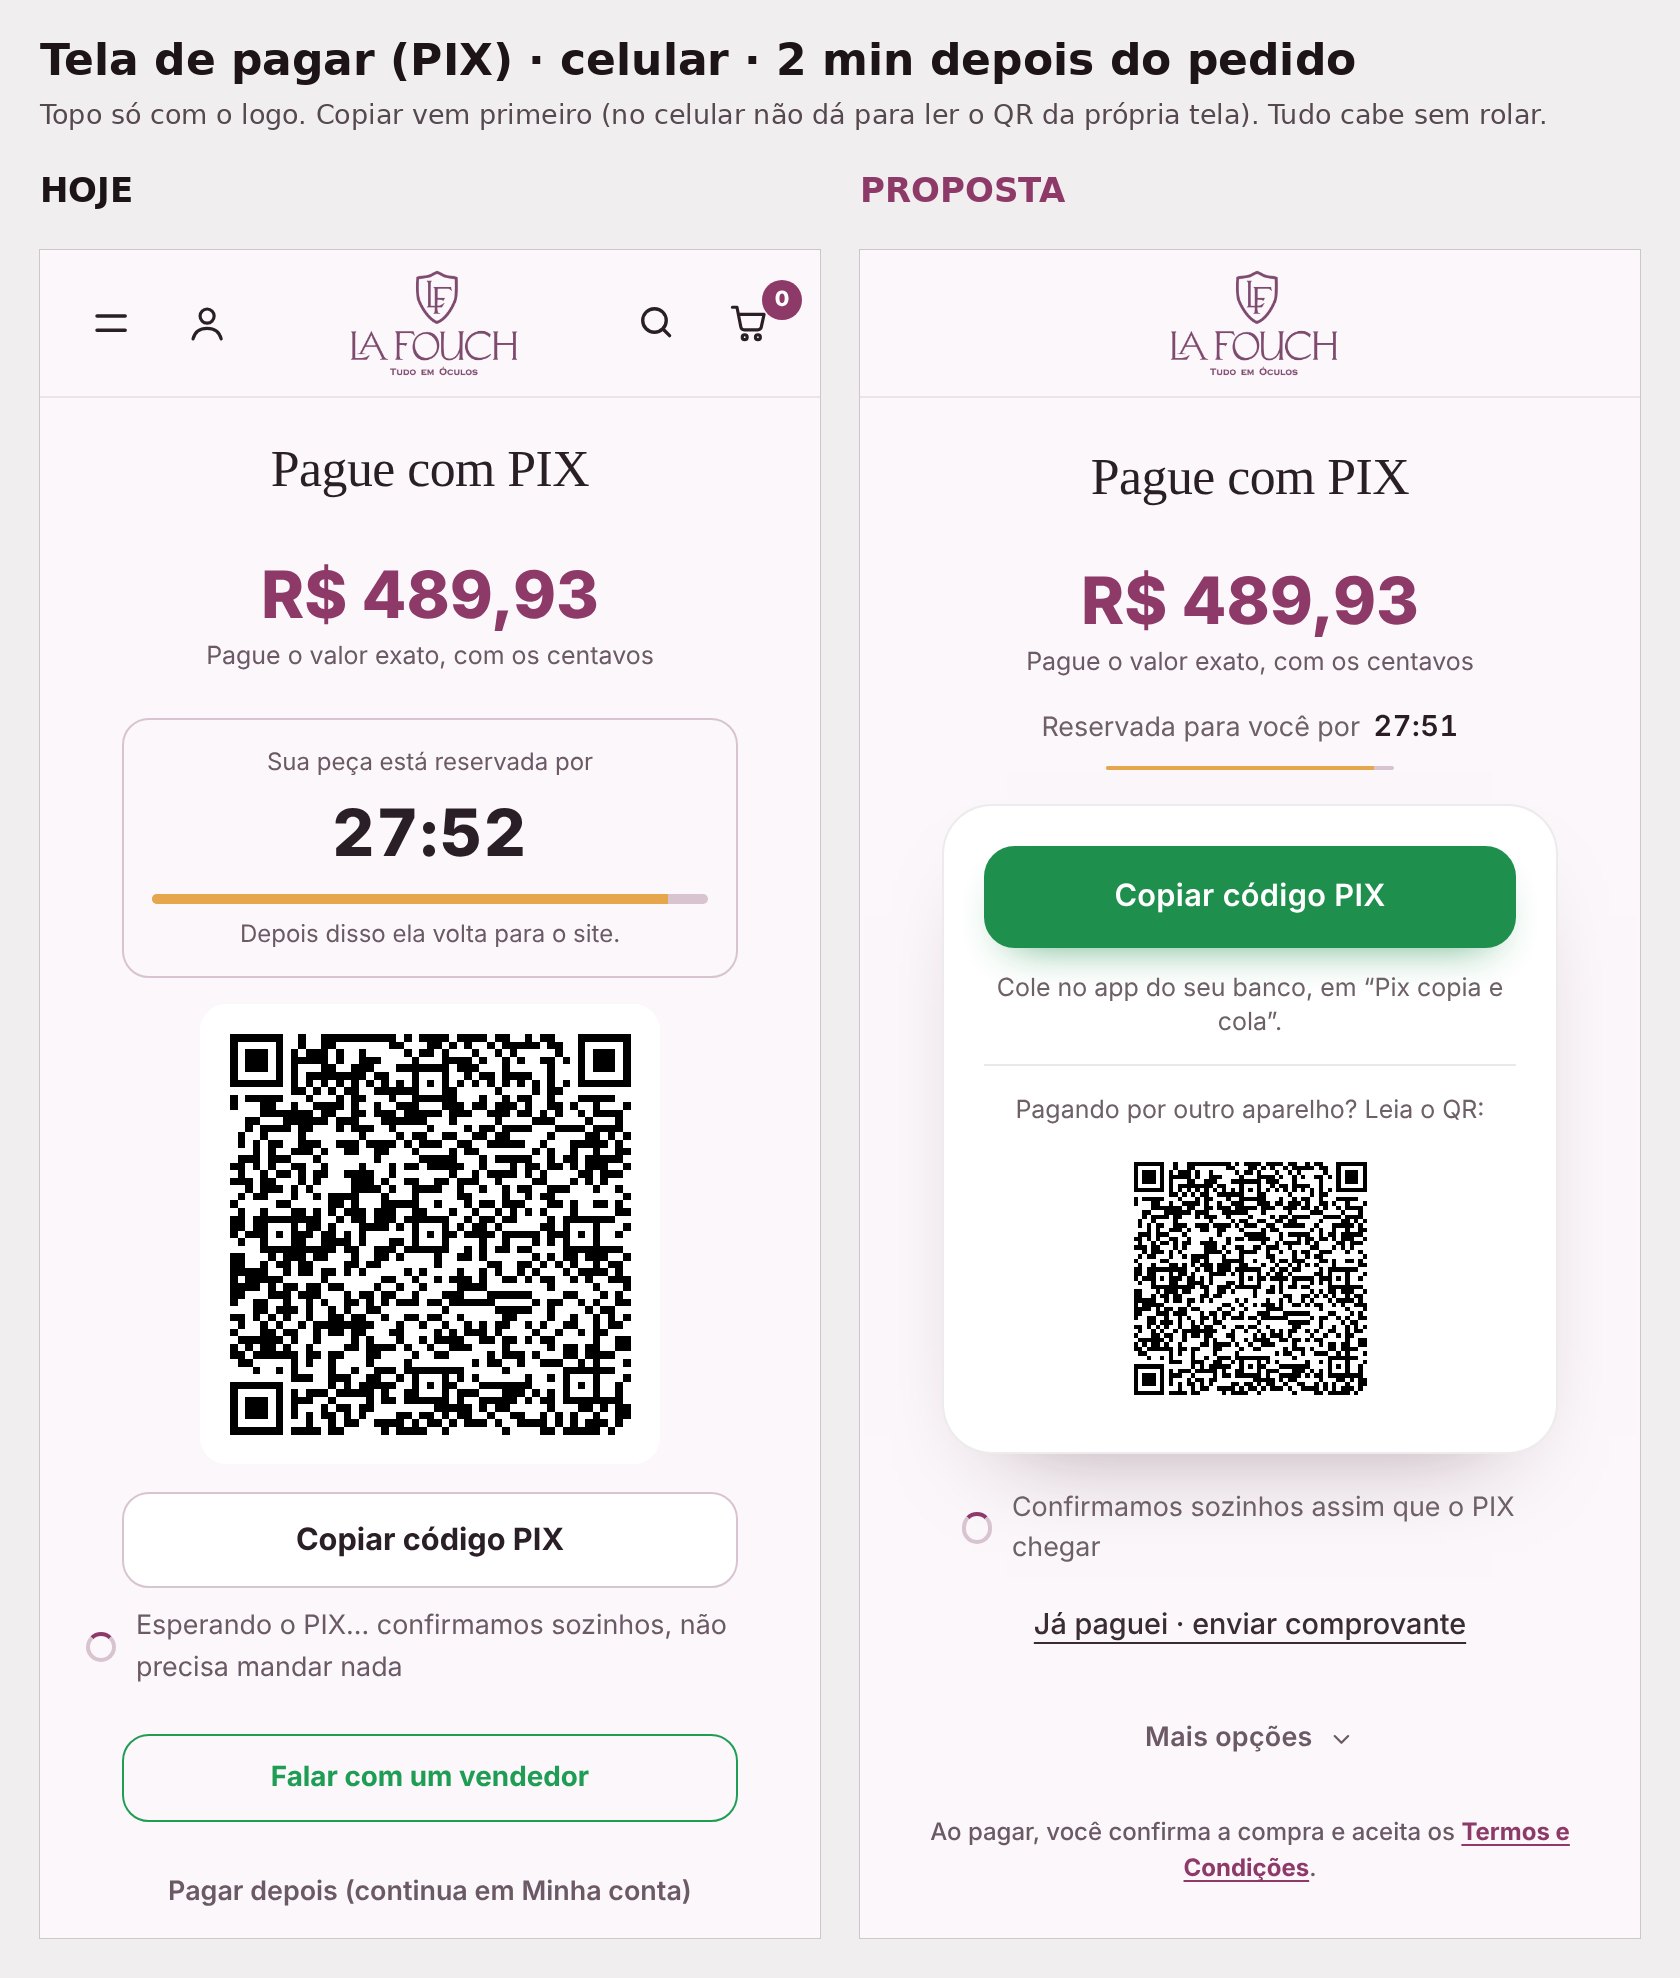 Tela de pagar (PIX) · celular · 2 min depois do pedido
Topo só com o logo. Copiar vem primeiro (no celular não dá para ler o QR da própria tela). Tudo cabe sem rolar.
HOJE
LF
LA FOUCH
TUDO EM ÓCULOS
0
Pague com PIX
R$ 489,93
Pague o valor exato, com os centavos
Sua peça está reservada por
27:52
Depois disso ela volta para o site.
Copiar código PIX
Esperando o PIX... confirmamos sozinhos, não
precisa mandar nada
Falar com um vendedor
Pagar depois (continua em Minha conta)
PROPOSTA
LF
LA FOUCH
TUDO EM ÓCULOS
Pague com PIX
R$ 489,93
Pague o valor exato, com os centavos
Reservada para você por 27:51
Copiar código PIX
Cole no app do seu banco, em “Pix copia e
cola”.
Pagando por outro aparelho? Leia o QR:
Confirmamos sozinhos assim que o PIX
chegar
Já paguei · enviar comprovante
Mais opções
Ao pagar, você confirma a compra e aceita os Termos e
Condições.